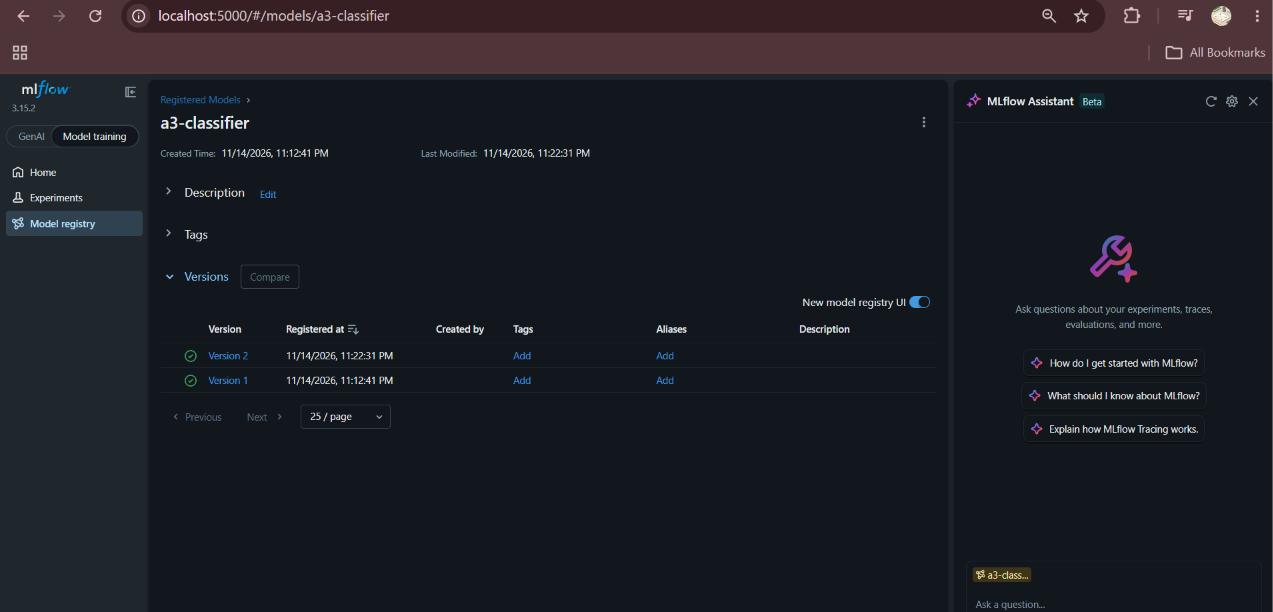 localhost:5000/#/models/a3-classifier
All Bookmarks
mlflow
3.15.2
GenAI Model training
Home
Experiments
Model registry
Registered Models
a3-classifier
Created Time: 11/14/2026, 11:12:41 PM Last Modified: 11/14/2026, 11:22:31 PM
Description Edit
Tags
Versions Compare
New model registry UI
Version Registered at Created by Tags Aliases Description
Version 2 11/14/2026, 11:22:31 PM Add Add
Version 1 11/14/2026, 11:12:41 PM Add Add
Previous Next 25 / page
MLflow Assistant Beta
Ask questions about your experiments, traces,
evaluations, and more.
How do I get started with MLflow?
What should I know about MLflow?
Explain how MLflow Tracing works.
a3-class...
Ask a question...